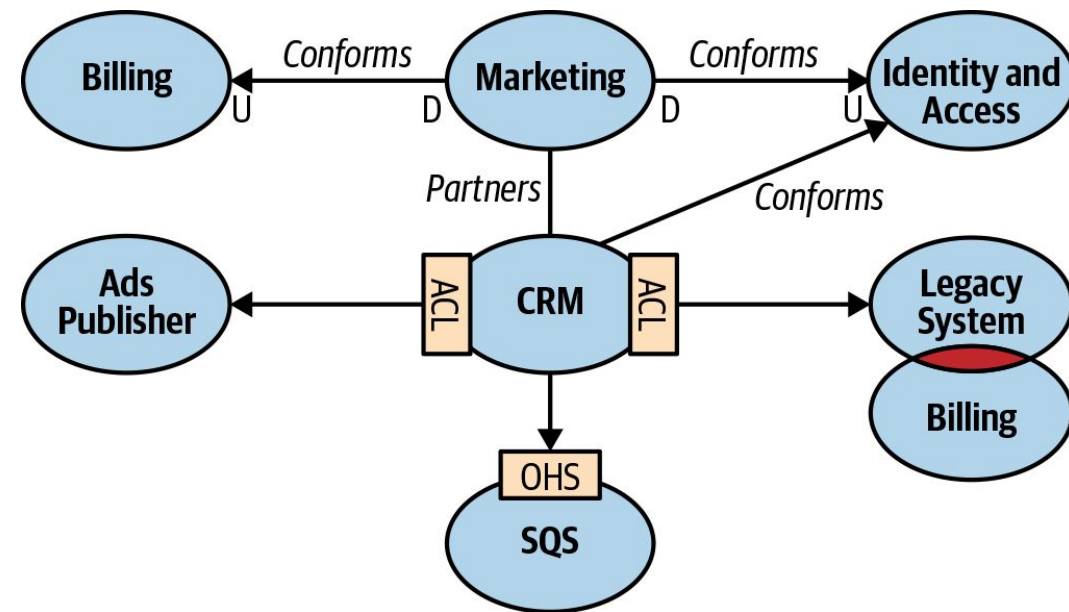 Conforms
Conforms
Billing
Marketing
Identity and
Access
U
D
D
U
Partners
Conforms
Ads
Publisher
ACL
CRM
ACL
Legacy
System
Billing
OHS
SQS